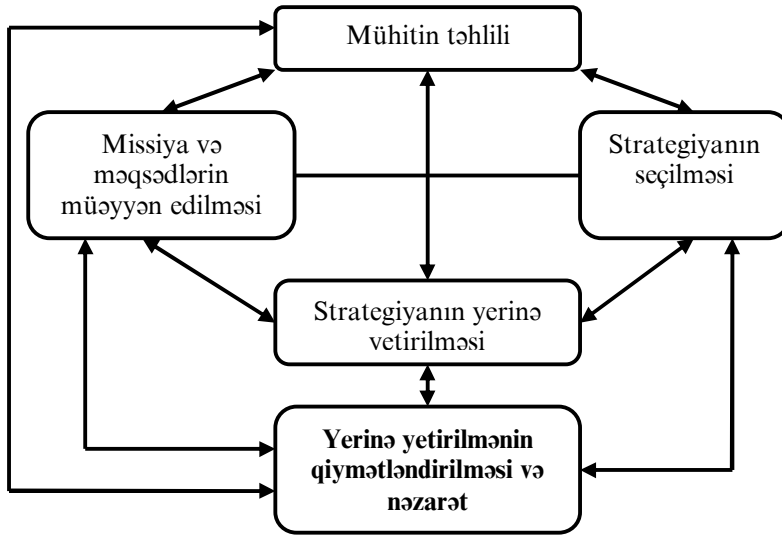 Mühitin təhlili
Missiya və
məqsədlərin
müəyyən edilməsi
Strategiyanın
seçilməsi
Strategiyanın yerinə
vetirilməsi
Yerinə yetirilmənin
qiymətləndirilməsi və
nəzarət